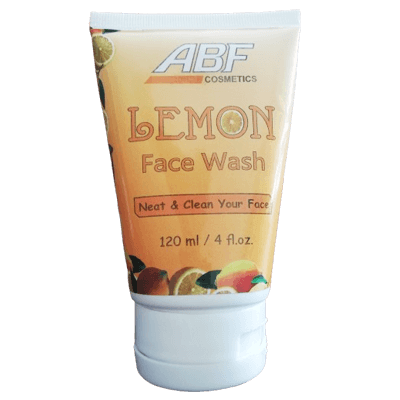 ABF
COSMETICS
LEMON
Face Wash
Neat & Clean Your Face
120 ml / 4 fl.oz.